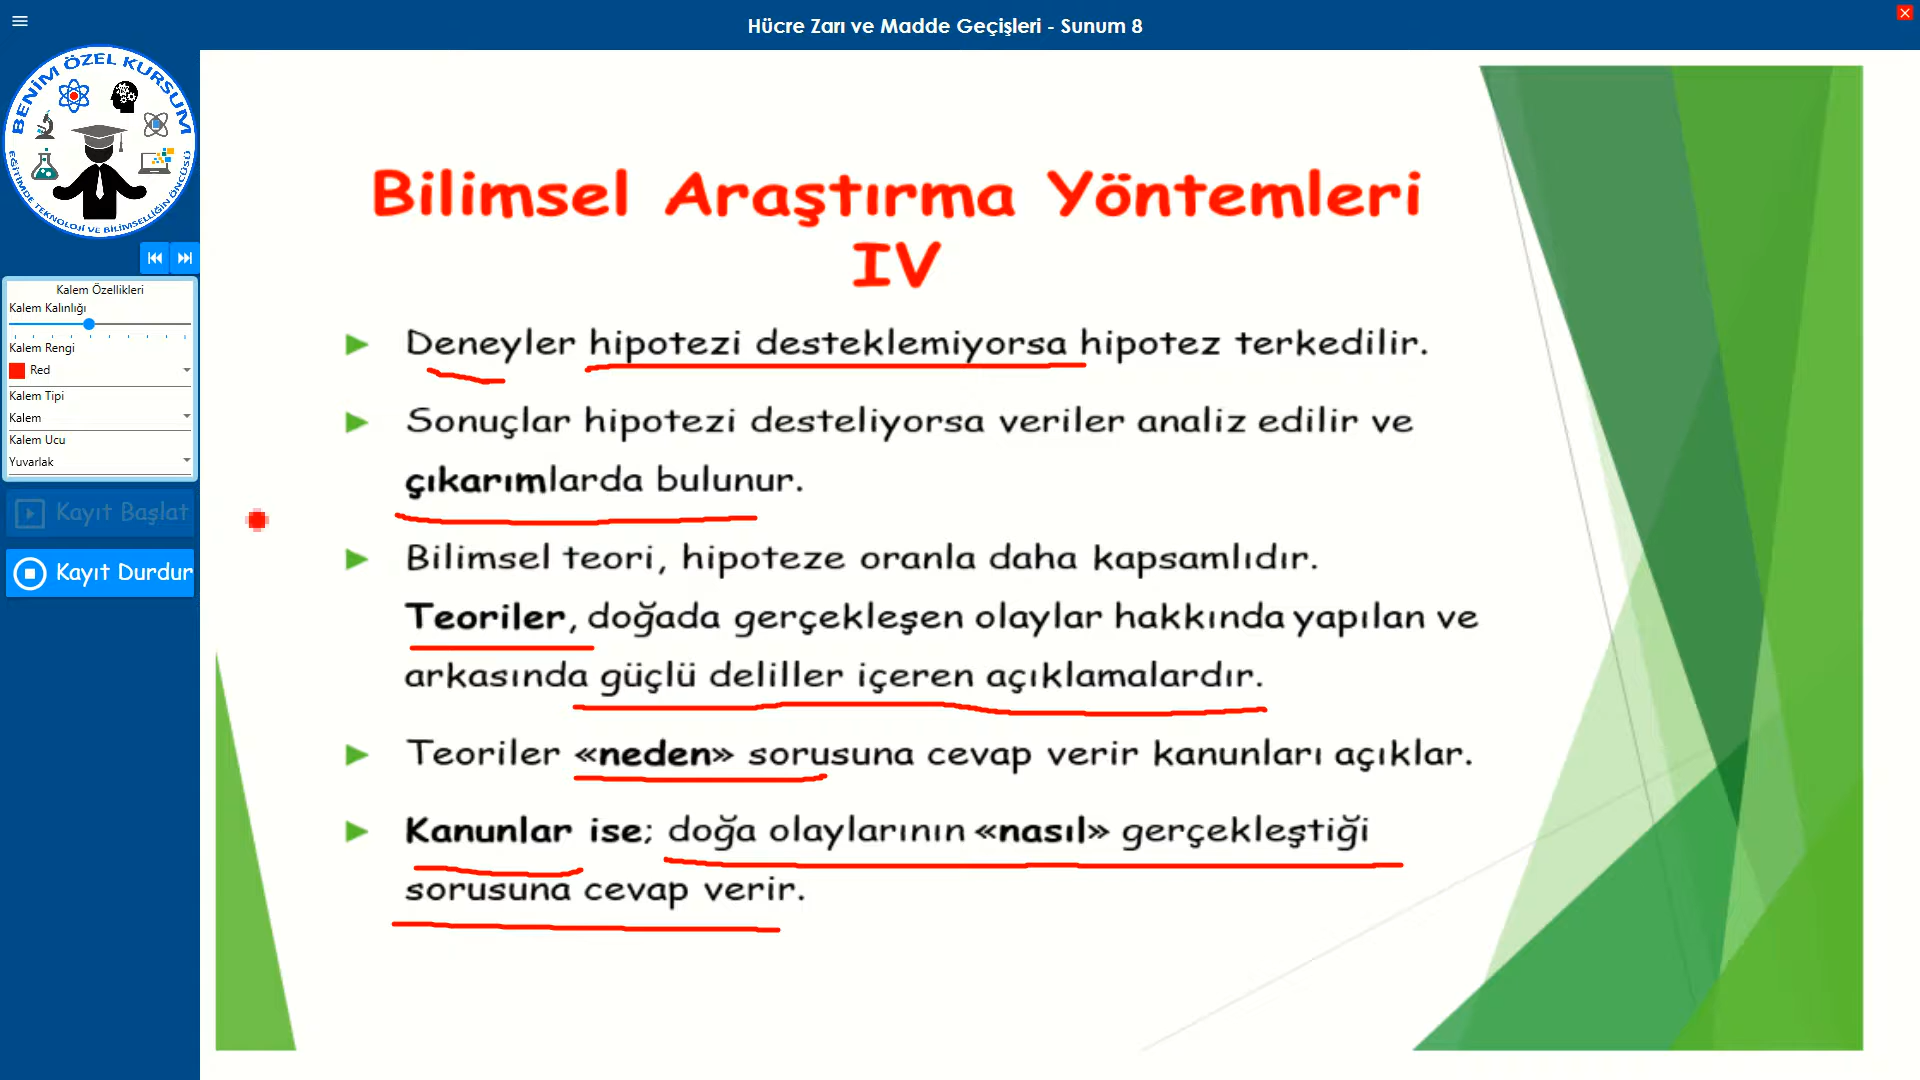 Hücre Zarı ve Madde Geçişleri - Sunum 8
BENİM ÖZEL KURSUM
EĞİTİMDE TEKNOLOJİ VE BİLİMSELLİĞİN ÖNCÜSÜ
Kalem Özellikleri
Kalem Kalınlığı
Kalem Rengi
Red
Kalem Tipi
Kalem
Kalem Ucu
Yuvarlak
Kayıt Başlat
Kayıt Durdur
Bilimsel Araştırma Yöntemleri
IV
Deneyler hipotezi desteklemiyorsa hipotez terkedilir.
Sonuçlar hipotezi desteliyorsa veriler analiz edilir ve
çıkarımlarda bulunur.
Bilimsel teori, hipoteze oranla daha kapsamlıdır.
Teoriler, doğada gerçekleşen olaylar hakkında yapılan ve
arkasında güçlü deliller içeren açıklamalardır.
Teoriler «neden» sorusuna cevap verir kanunları açıklar.
Kanunlar ise; doğa olaylarının «nasıl» gerçekleştiği
sorusuna cevap verir.